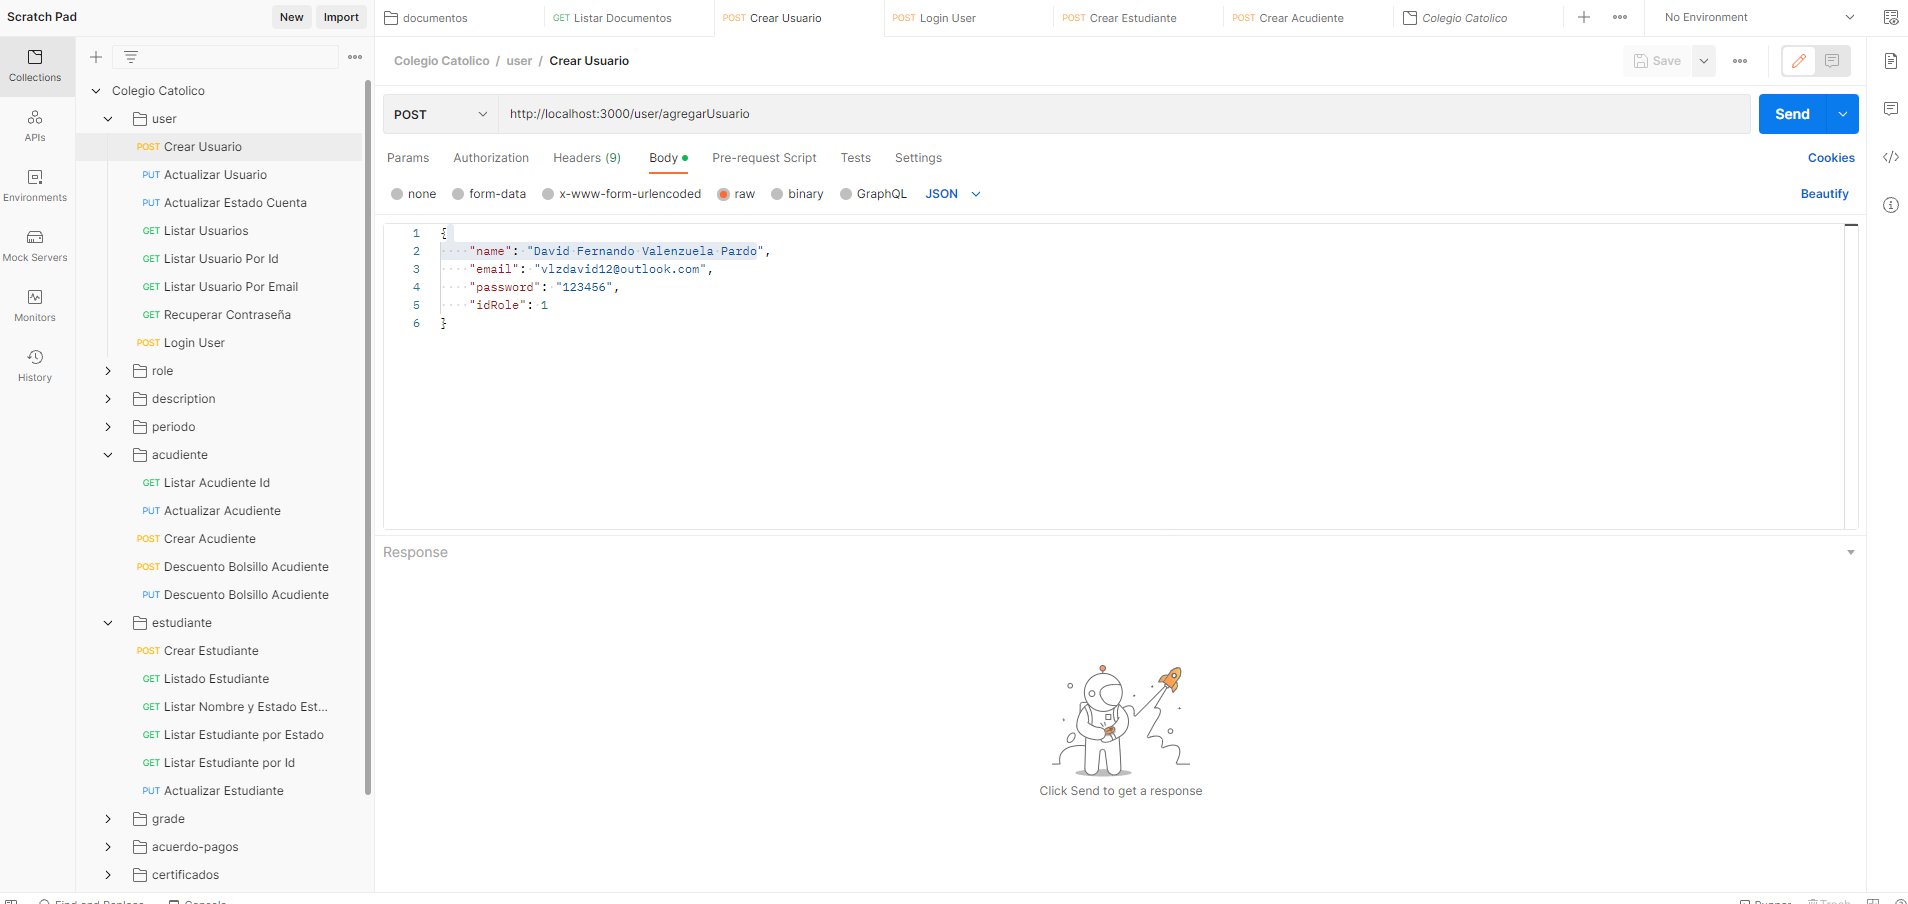 Scratch Pad
New
Import
documentos
GET Listar Documentos
POST Crear Usuario
POST Login User
POST Crear Estudiante
POST Crear Acudiente
Colegio Catolico
No Environment
Collections
APIs
Environments
Mock Servers
Monitors
History
Colegio Catolico
user
POST Crear Usuario
PUT Actualizar Usuario
PUT Actualizar Estado Cuenta
GET Listar Usuarios
GET Listar Usuario Por Id
GET Listar Usuario Por Email
GET Recuperar Contraseña
POST Login User
role
description
periodo
acudiente
GET Listar Acudiente Id
PUT Actualizar Acudiente
POST Crear Acudiente
POST Descuento Bolsillo Acudiente
PUT Descuento Bolsillo Acudiente
estudiante
POST Crear Estudiante
GET Listado Estudiante
GET Listar Nombre y Estado Est...
GET Listar Estudiante por Estado
GET Listar Estudiante por Id
PUT Actualizar Estudiante
grade
acuerdo-pagos
certificados
Colegio Catolico / user / Crear Usuario
Save
POST
http://localhost:3000/user/agregarUsuario
Send
Params Authorization Headers (9) Body Pre-request Script Tests Settings
Cookies
none form-data x-www-form-urlencoded raw binary GraphQL JSON
Beautify
1 {
2 "name": "David Fernando Valenzuela Pardo",
3 "email": "vlzdavid12@outlook.com",
4 "password": "123456",
5 "idRole": 1
6 }
Response
Click Send to get a response
Find and Replace
Console
Runner
Trash